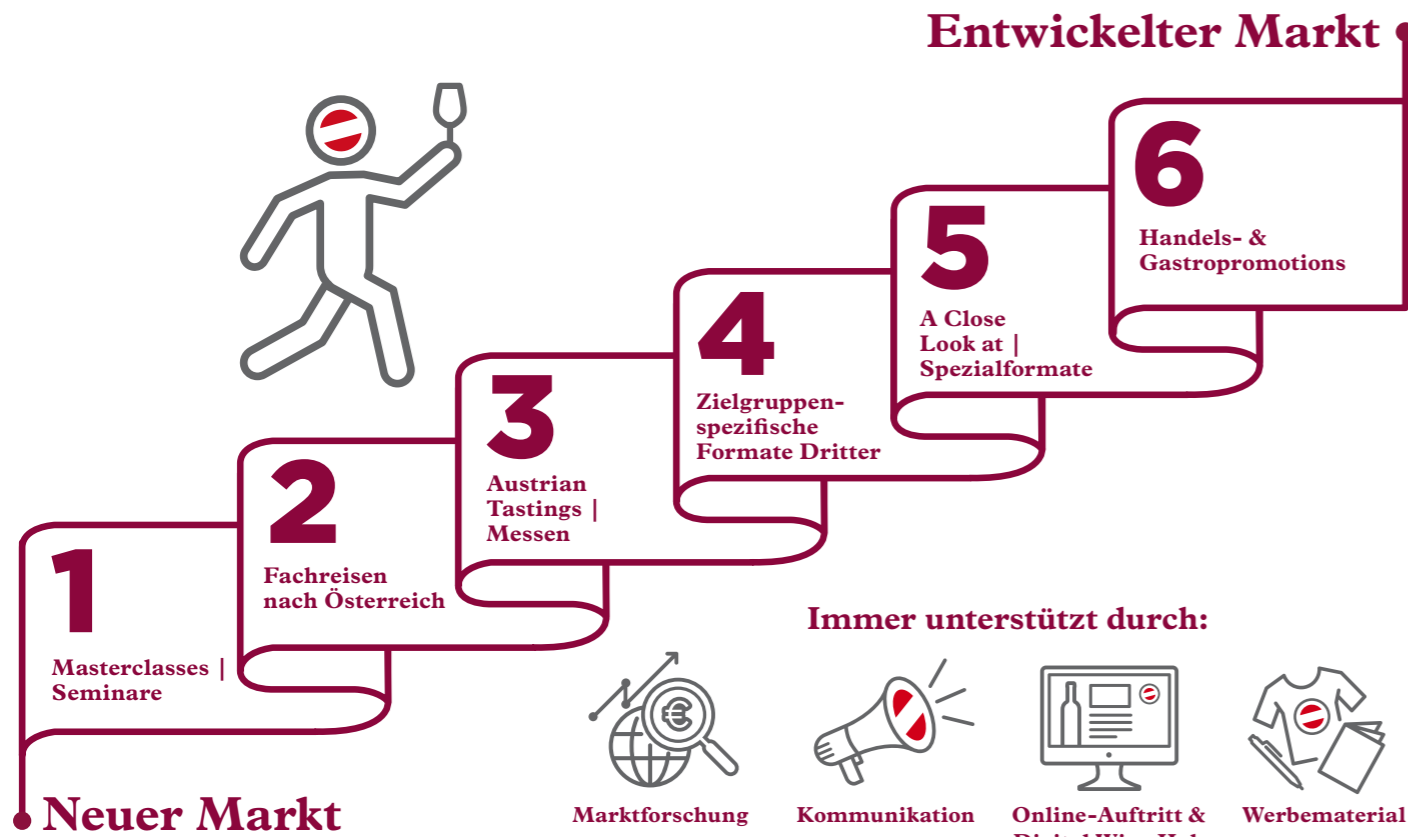 Entwickelter Markt
6
Handels- &
Gastropromotions
5
A Close
Look at |
Spezialformate
4
Zielgruppen-
spezifische
Formate Dritter
3
Austrian
Tastings |
Messen
2
Fachreisen
nach Österreich
1
Masterclasses |
Seminare
Neuer Markt
Immer unterstützt durch:
Marktforschung
Kommunikation
Online-Auftritt &
Werbematerial